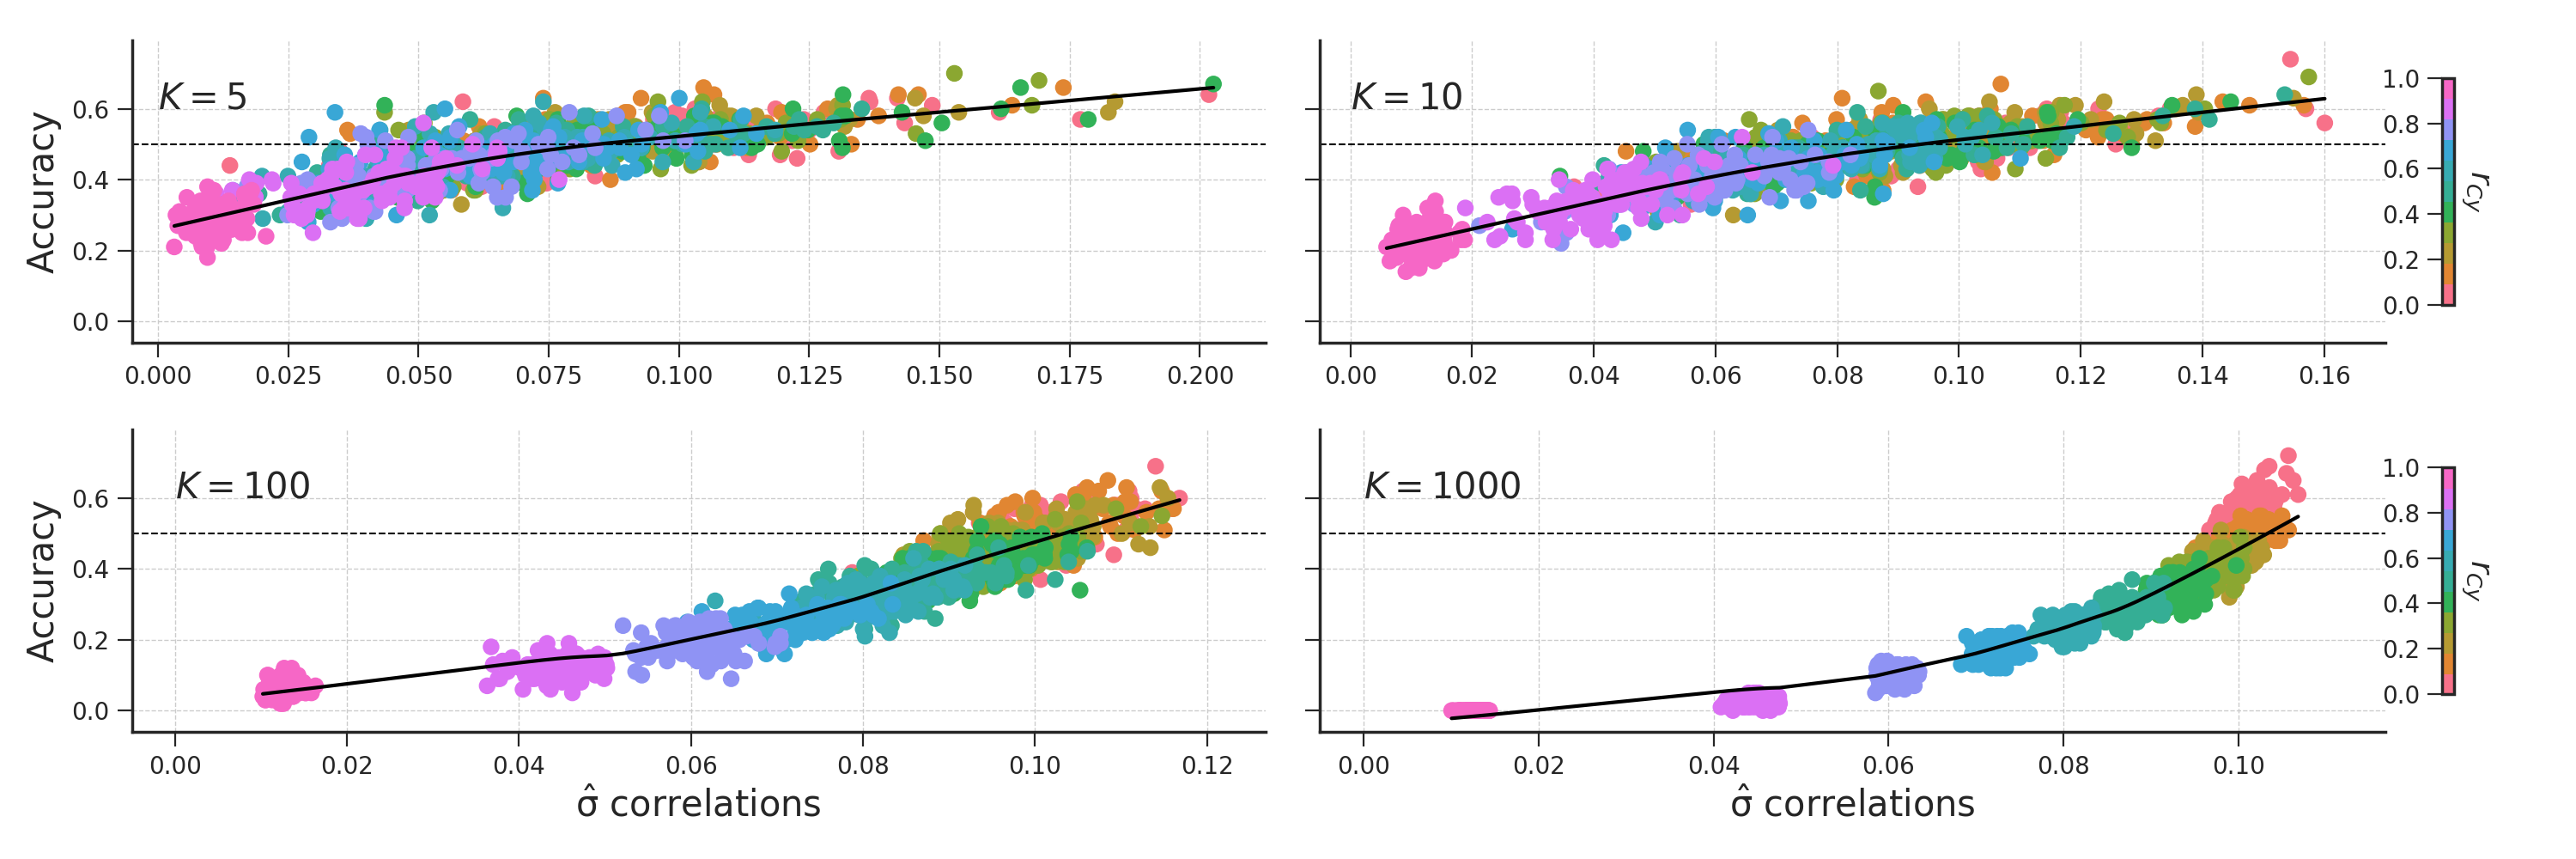 Accuracy
K = 5
0.6
0.4
0.2
0.0
0.000 0.025 0.050 0.075 0.100 0.125 0.150 0.175 0.200
K = 10
0.00 0.02 0.04 0.06 0.08 0.10 0.12 0.14 0.16
1.0
0.8
0.6
0.4
0.2
0.0
r_Cy
Accuracy
K = 100
0.6
0.4
0.2
0.0
0.00 0.02 0.04 0.06 0.08 0.10 0.12
σ̂ correlations
K = 1000
0.00 0.02 0.04 0.06 0.08 0.10
σ̂ correlations
1.0
0.8
0.6
0.4
0.2
0.0
r_Cy